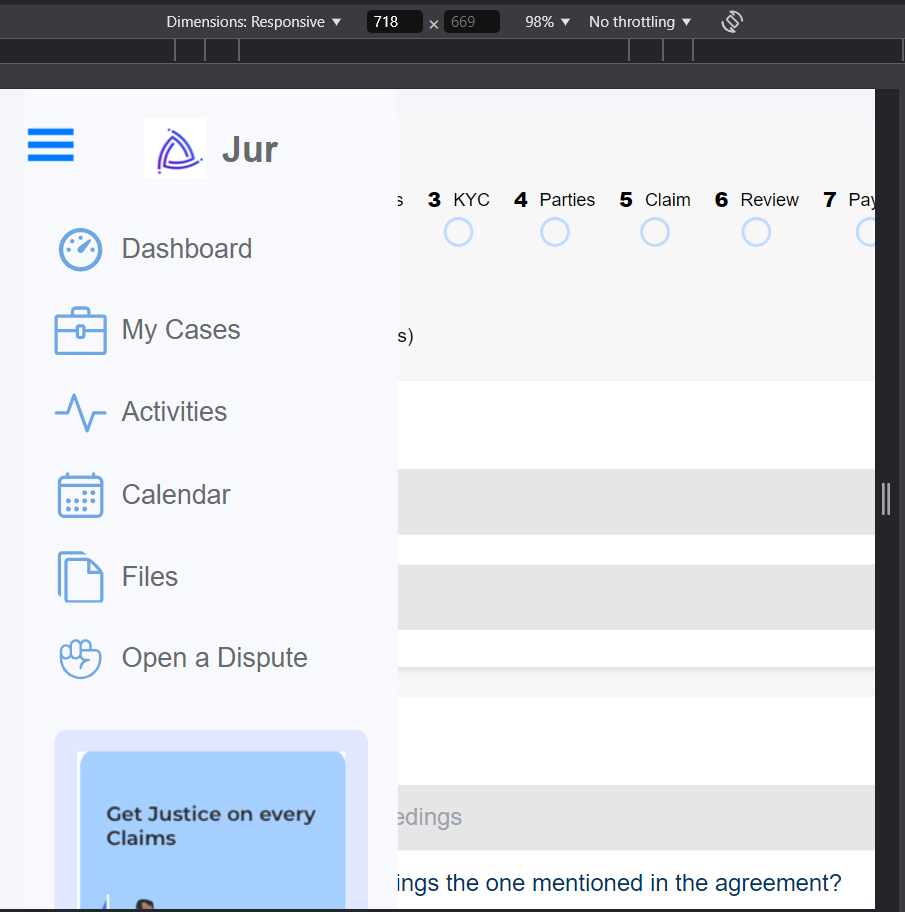 Dimensions: Responsive ▼ 718 × 669 98% ▼ No throttling ▼
Jur
s 3 KYC 4 Parties 5 Claim 6 Review 7 Pay
Dashboard
My Cases
s)
Activities
Calendar
Files
Open a Dispute
Get Justice on every
Claims
edings
ings the one mentioned in the agreement?